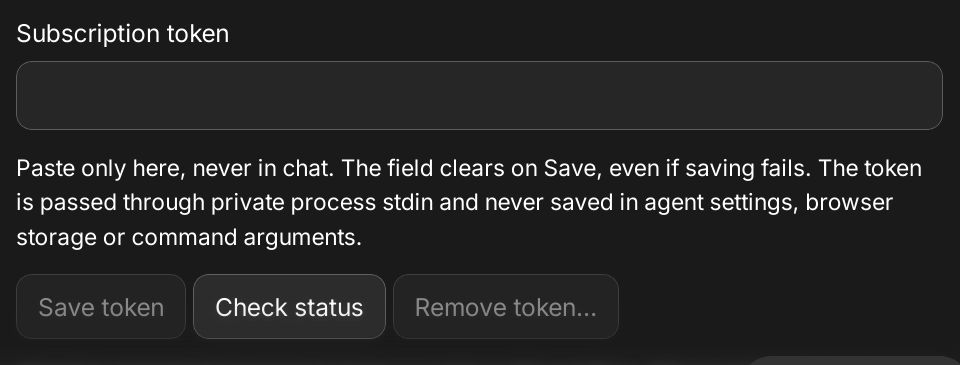 Subscription token
Paste only here, never in chat. The field clears on Save, even if saving fails. The token
is passed through private process stdin and never saved in agent settings, browser
storage or command arguments.
Save token Check status Remove token...